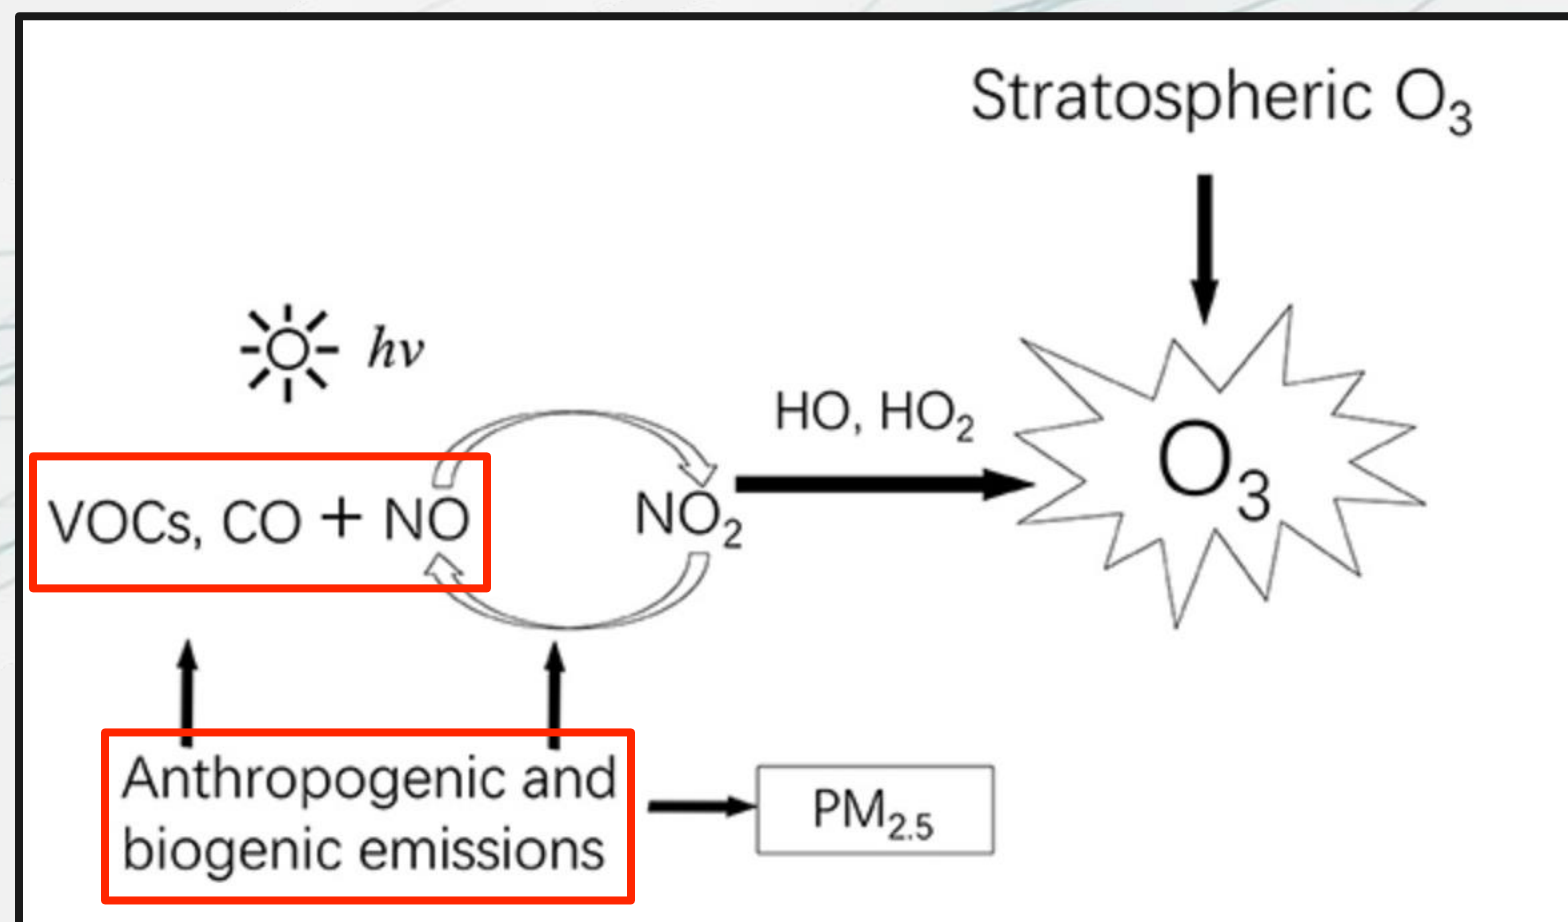 Stratospheric O₃
hν
HO, HO₂
O₃
VOCs, CO + NO
NO₂
Anthropogenic and
biogenic emissions
PM₂.₅